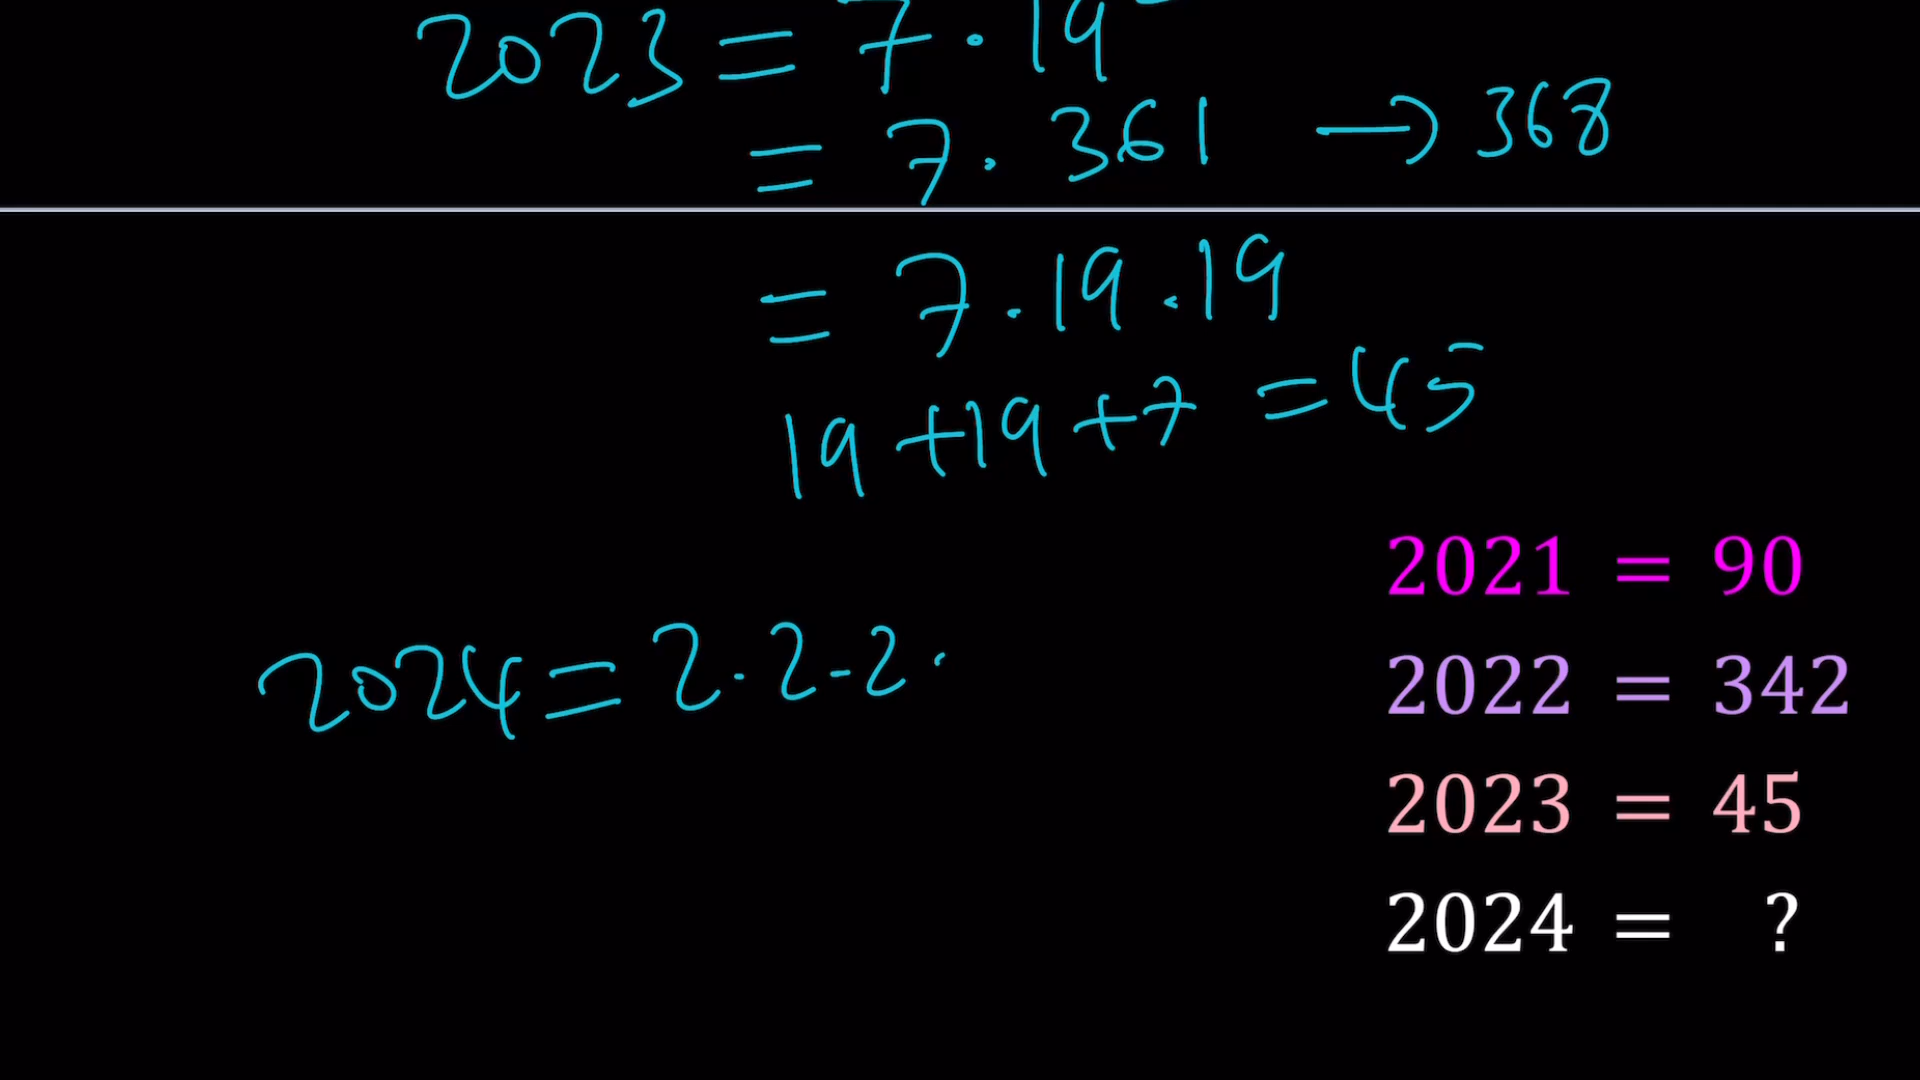 2023 = 7 · 19²
= 7 · 361 → 368
= 7 · 19 · 19
19 + 19 + 7 = 45
2024 = 2 · 2 · 2 ·
2021 = 90
2022 = 342
2023 = 45
2024 = ?